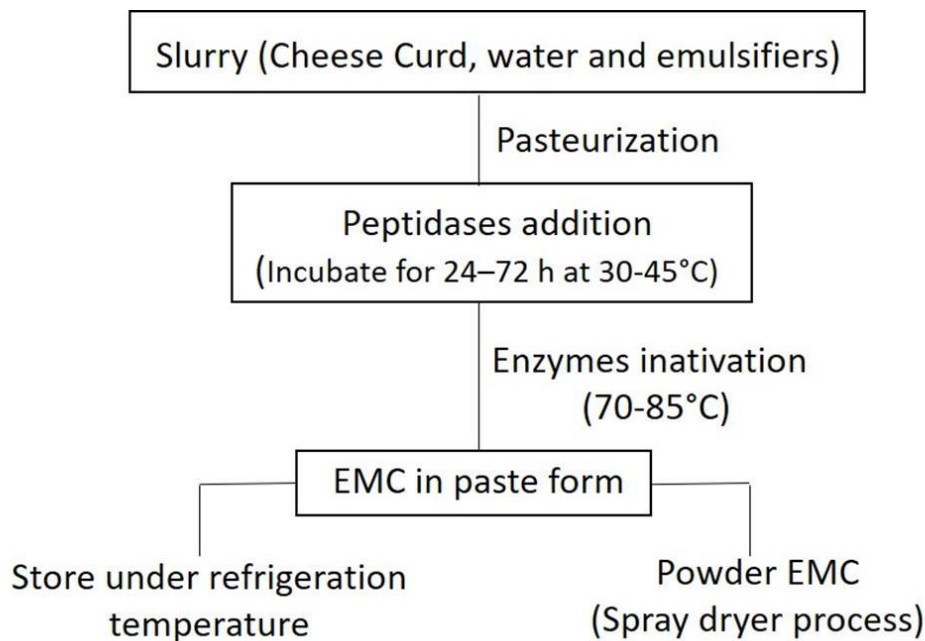 Slurry (Cheese Curd, water and emulsifiers)
Pasteurization
Peptidases addition
(Incubate for 24–72 h at 30-45°C)
Enzymes inativation
(70-85°C)
EMC in paste form
Store under refrigeration
temperature
Powder EMC
(Spray dryer process)